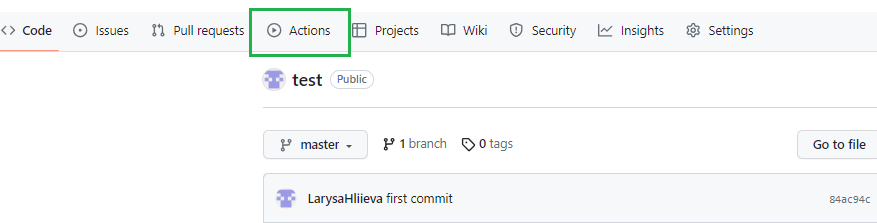 Code Issues Pull requests Actions Projects Wiki Security Insights Settings
test Public
master 1 branch 0 tags Go to file
LarysaHliieva first commit 84ac94c